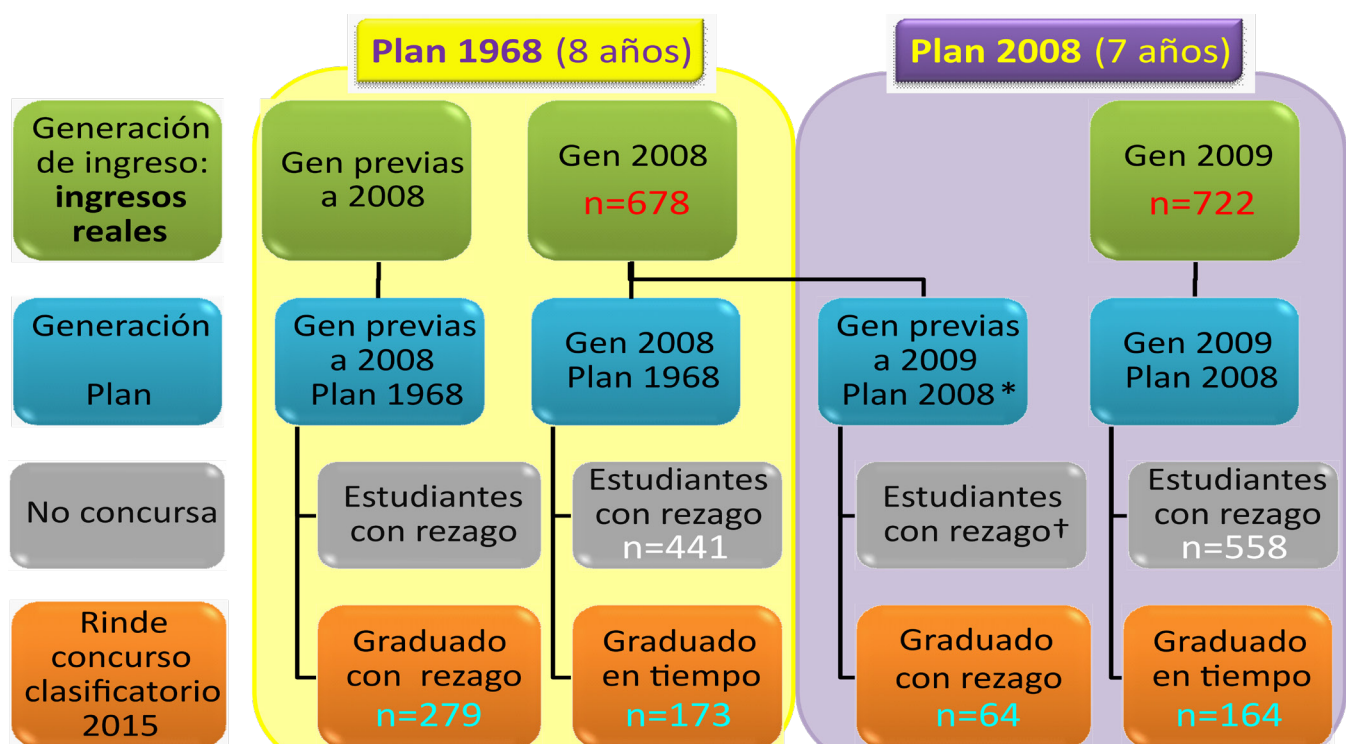 Plan 1968 (8 años)
Plan 2008 (7 años)
Generación
de ingreso:
ingresos
reales
Gen previas
a 2008
Gen 2008
n=678
Gen 2009
n=722
Generación
Plan
Gen previas
a 2008
Plan 1968
Gen 2008
Plan 1968
Gen previas
a 2009
Plan 2008*
Gen 2009
Plan 2008
No concursa
Estudiantes
con rezago
Estudiantes
con rezago
n=441
Estudiantes
con rezago†
Estudiantes
con rezago
n=558
Rinde
concurso
clasificatorio
2015
Graduado
con rezago
n=279
Graduado
en tiempo
n=173
Graduado
con rezago
n=64
Graduado
en tiempo
n=164